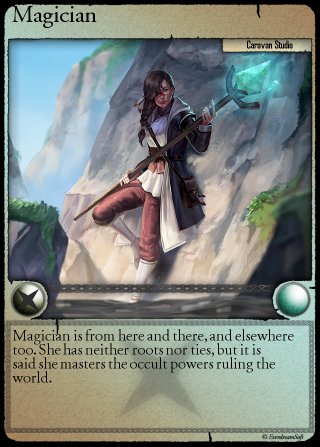 Magician
Caravan Studio
Magician is from here and there, and elsewhere
too. She has neither roots nor ties, but it is
said she masters the occult powers ruling the
world.
© EverdreamSoft